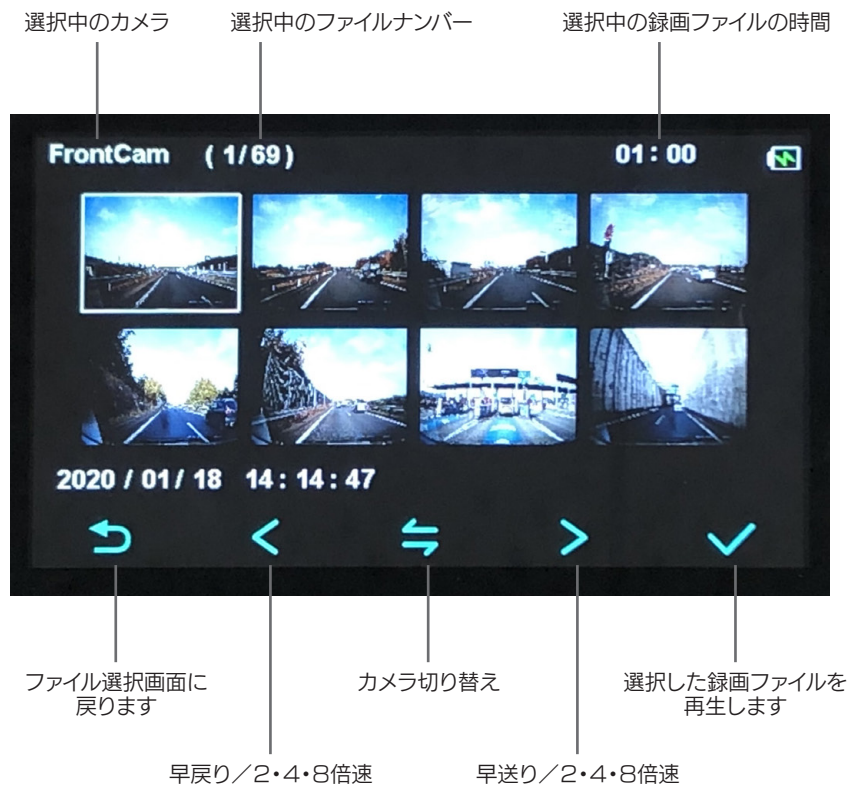 選択中のカメラ 選択中のファイルナンバー 選択中の録画ファイルの時間
FrontCam (1/69) 01:00
2020 / 01/ 18 14:14:47
ファイル選択画面に
戻ります
カメラ切り替え
選択した録画ファイルを
再生します
早戻り／2・4・8倍速 早送り／2・4・8倍速